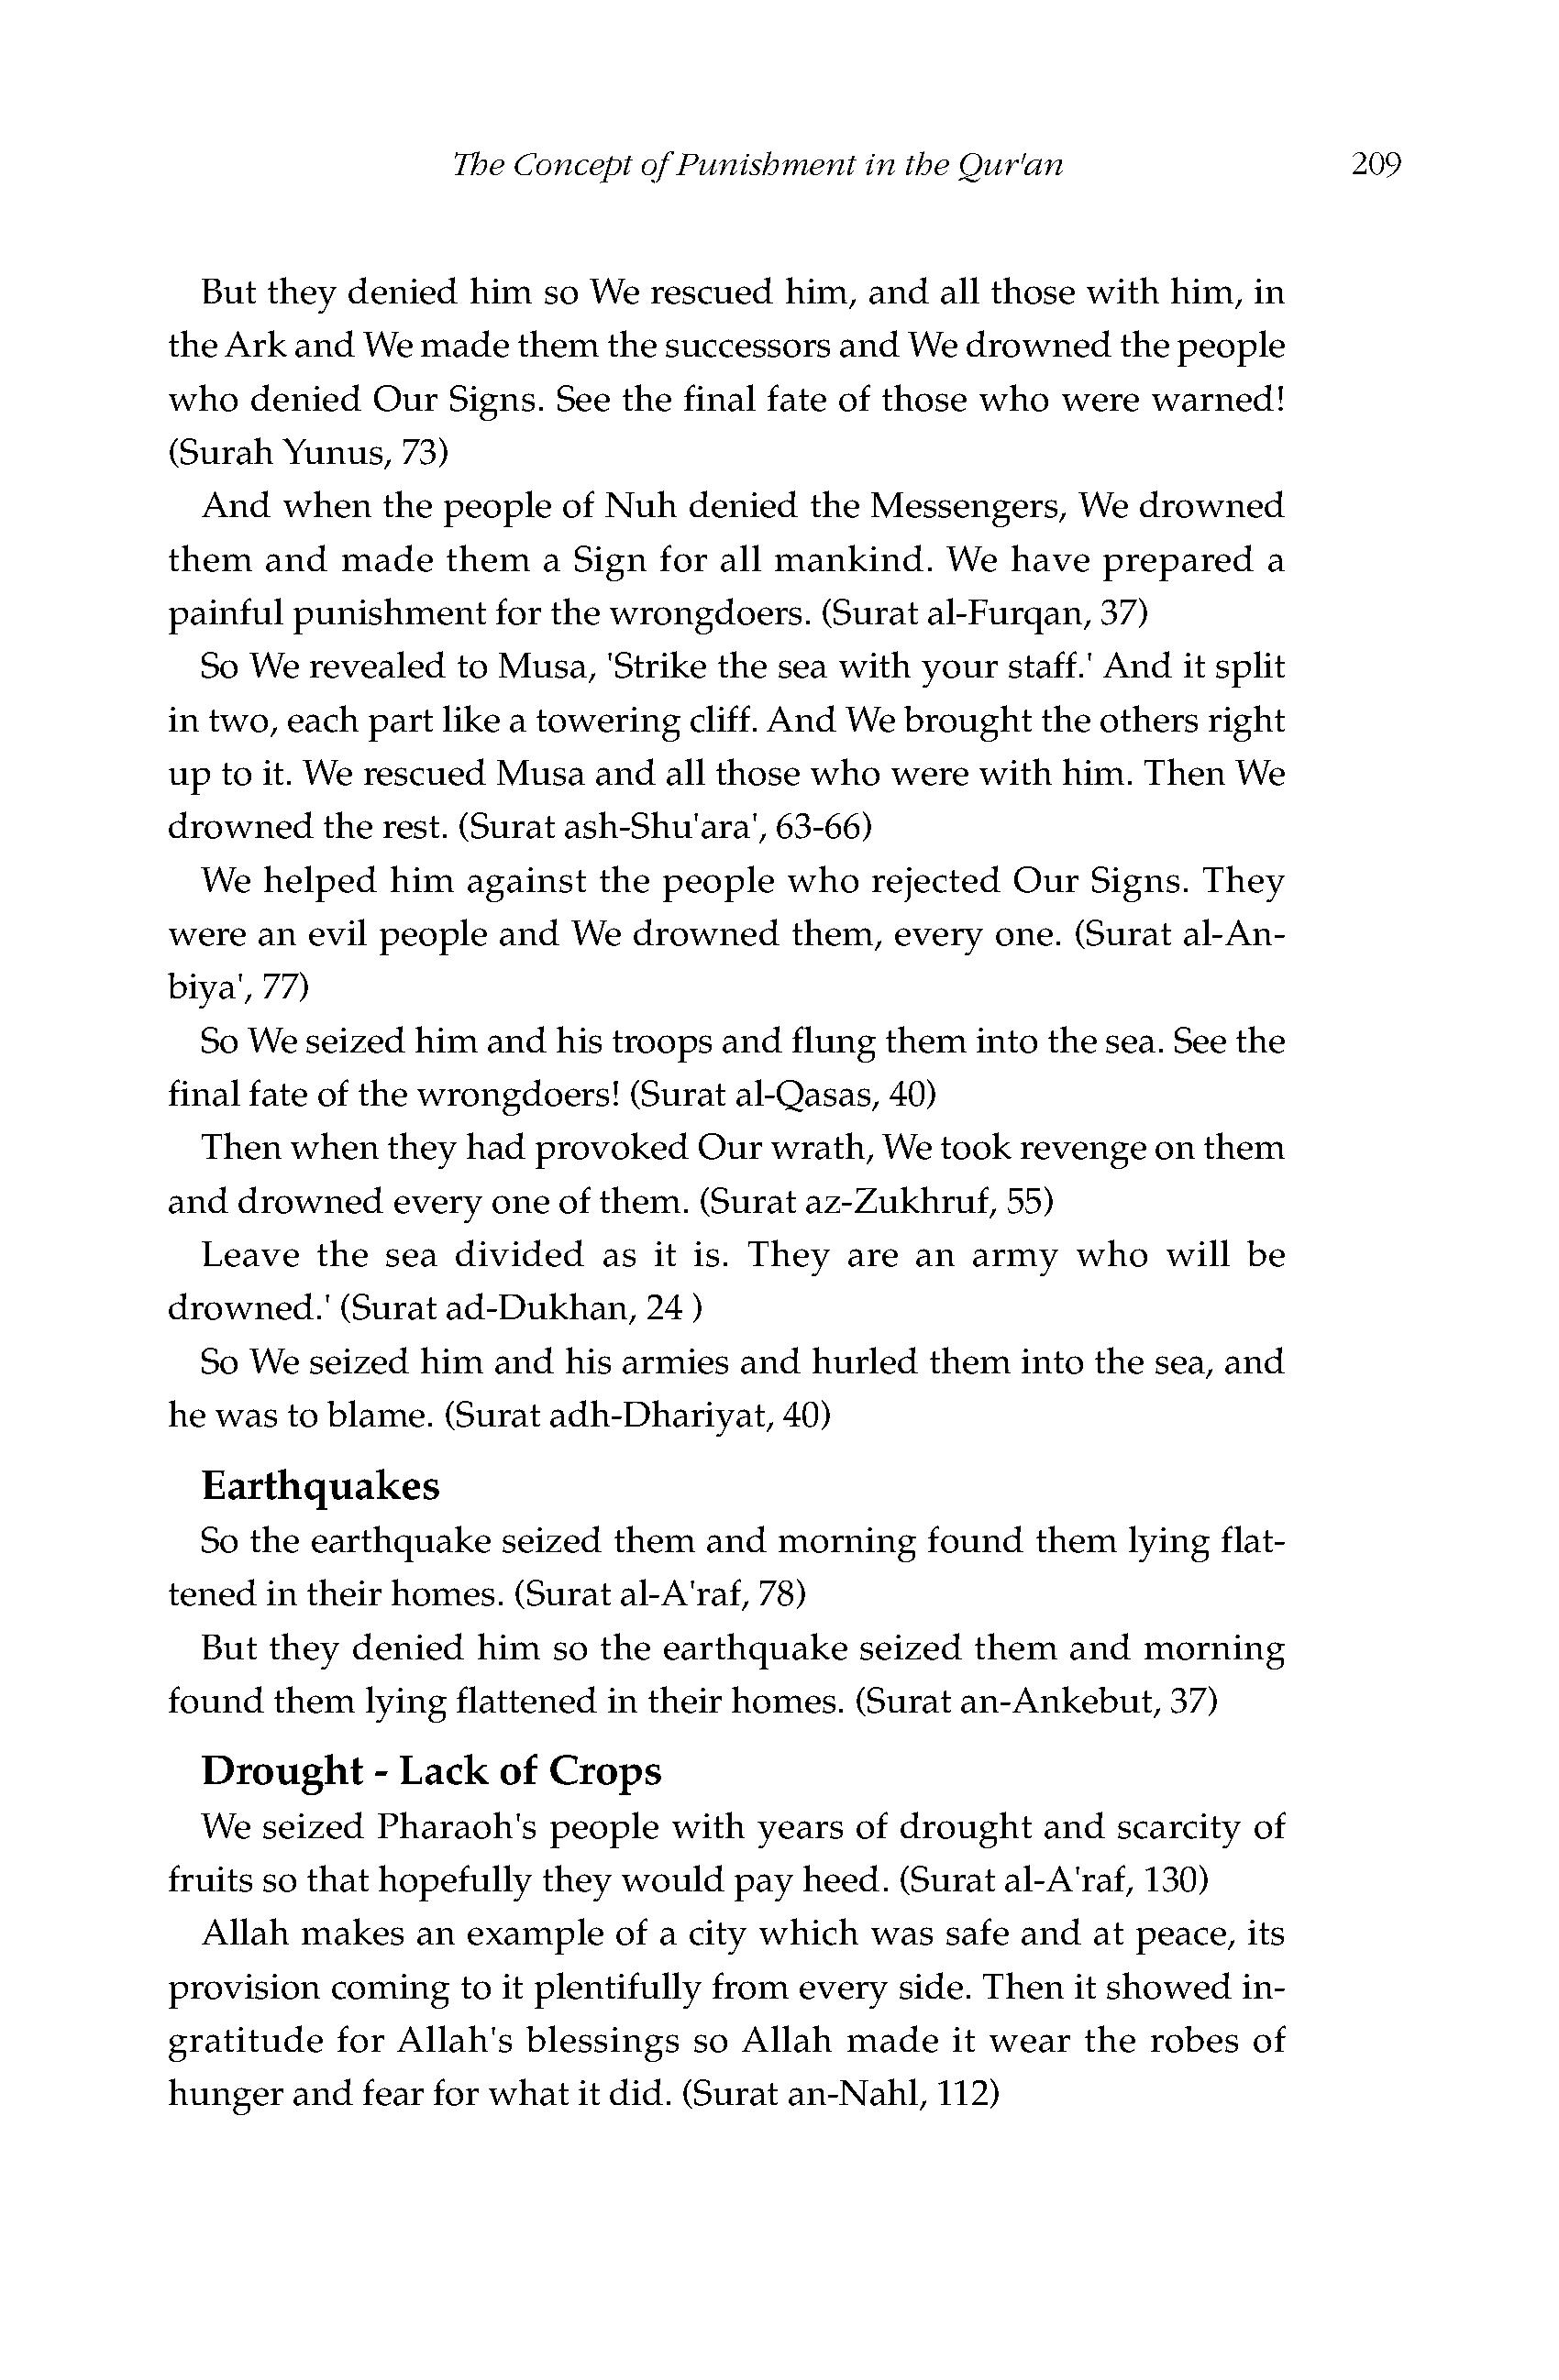 The Concept of Punishment in the Qur'an 209
But they denied him so We rescued him, and all those with him, in
the Ark and We made them the successors and We drowned the people
who denied Our Signs. See the final fate of those who were warned!
(Surah Yunus, 73)
And when the people of Nuh denied the Messengers, We drowned
them and made them a Sign for all mankind. We have prepared a
painful punishment for the wrongdoers. (Surat al-Furqan, 37)
So We revealed to Musa, 'Strike the sea with your staff.' And it split
in two, each part like a towering cliff. And We brought the others right
up to it. We rescued Musa and all those who were with him. Then We
drowned the rest. (Surat ash-Shu'ara', 63-66)
We helped him against the people who rejected Our Signs. They
were an evil people and We drowned them, every one. (Surat al-An-
biya', 77)
So We seized him and his troops and flung them into the sea. See the
final fate of the wrongdoers! (Surat al-Qasas, 40)
Then when they had provoked Our wrath, We took revenge on them
and drowned every one of them. (Surat az-Zukhruf, 55)
Leave the sea divided as it is. They are an army who will be
drowned.' (Surat ad-Dukhan, 24 )
So We seized him and his armies and hurled them into the sea, and
he was to blame. (Surat adh-Dhariyat, 40)
Earthquakes
So the earthquake seized them and morning found them lying flat-
tened in their homes. (Surat al-A'raf, 78)
But they denied him so the earthquake seized them and morning
found them lying flattened in their homes. (Surat an-Ankebut, 37)
Drought - Lack of Crops
We seized Pharaoh's people with years of drought and scarcity of
fruits so that hopefully they would pay heed. (Surat al-A'raf, 130)
Allah makes an example of a city which was safe and at peace, its
provision coming to it plentifully from every side. Then it showed in-
gratitude for Allah's blessings so Allah made it wear the robes of
hunger and fear for what it did. (Surat an-Nahl, 112)